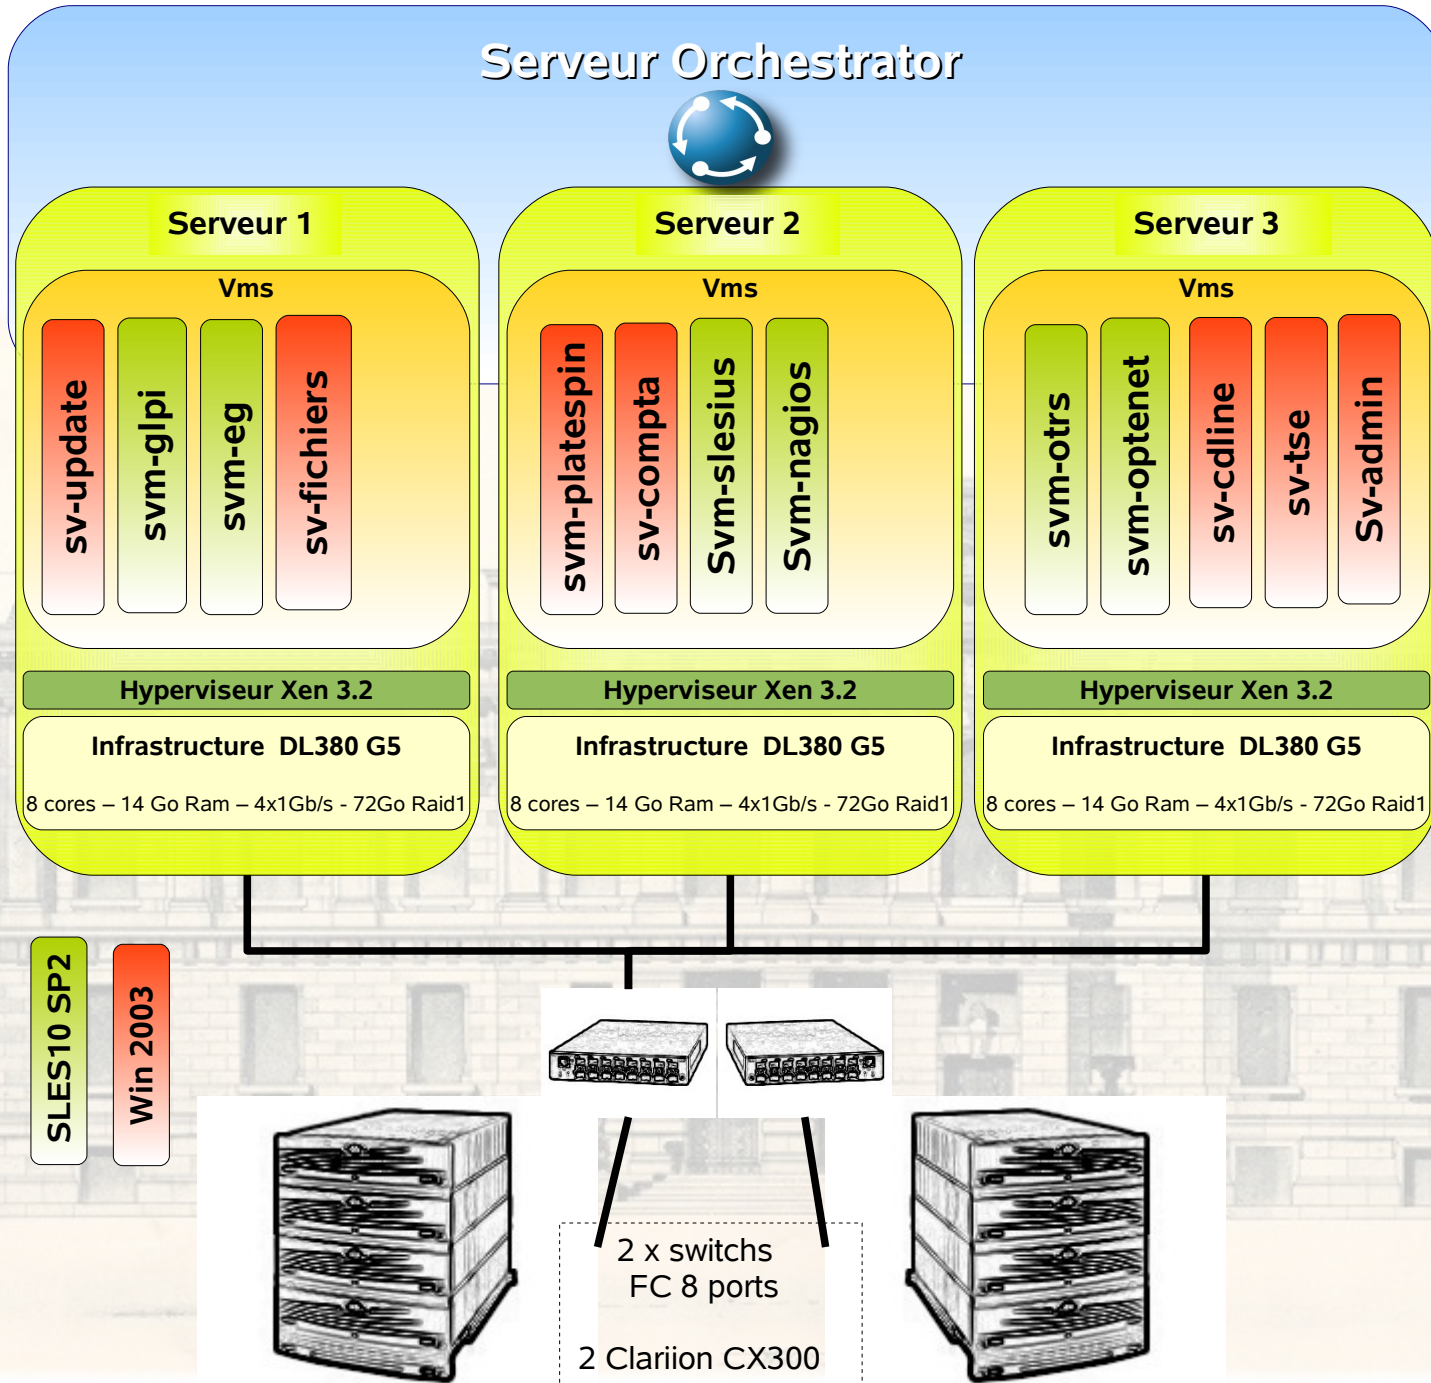 Serveur Orchestrator
Serveur 1
Vms
sv-update
svm-glpi
svm-eg
sv-fichiers
Hyperviseur Xen 3.2
Infrastructure DL380 G5
8 cores – 14 Go Ram – 4x1Gb/s - 72Go Raid1
Serveur 2
Vms
svm-platespin
sv-compta
Svm-slesius
Svm-nagios
Hyperviseur Xen 3.2
Infrastructure DL380 G5
8 cores – 14 Go Ram – 4x1Gb/s - 72Go Raid1
Serveur 3
Vms
svm-otrs
svm-optenet
sv-cdline
sv-tse
Sv-admin
Hyperviseur Xen 3.2
Infrastructure DL380 G5
8 cores – 14 Go Ram – 4x1Gb/s - 72Go Raid1
SLES10 SP2
Win 2003
2 x switchs
FC 8 ports
2 Clariion CX300